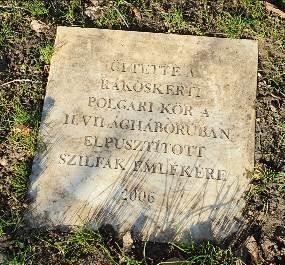 ÜLTETTE A
RÁKOSKERTI
POLGÁRI KÖR A
II.VILÁGHÁBORÚBAN
ELPUSZTÍTOTT
SZILFÁK EMLÉKÉRE
2006